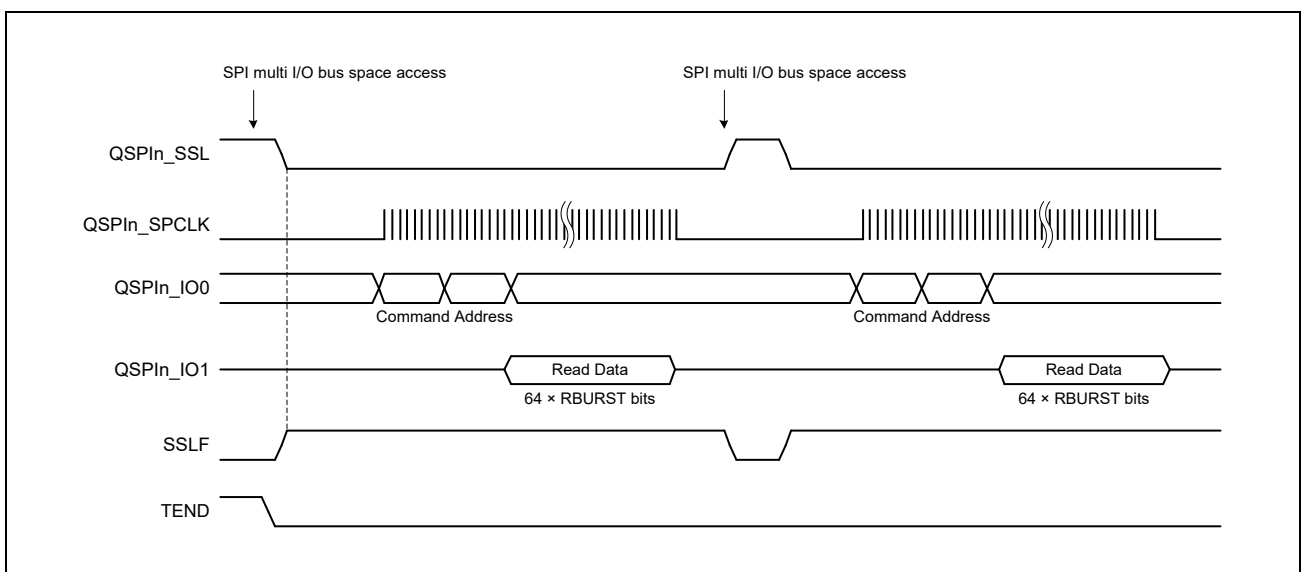 SPI multi I/O bus space access
SPI multi I/O bus space access
QSPIn_SSL
QSPIn_SPCLK
QSPIn_IO0
Command Address
Command Address
QSPIn_IO1
Read Data
Read Data
64 × RBURST bits
64 × RBURST bits
SSLF
TEND